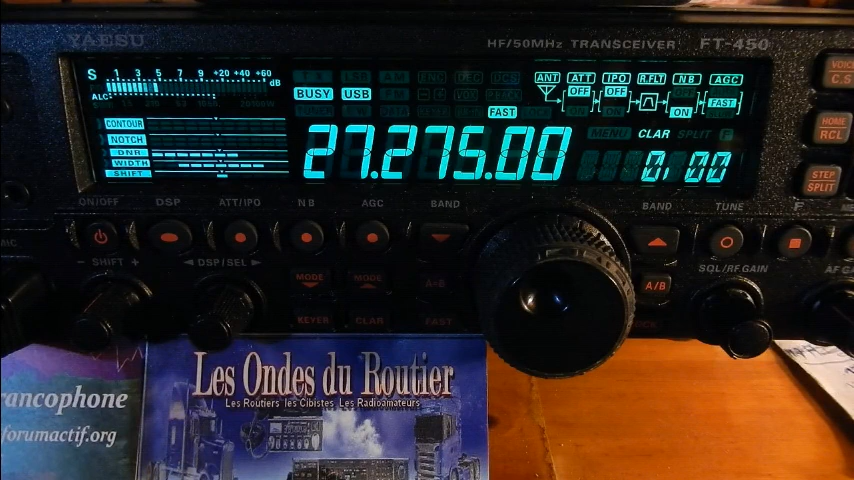 YAESU
HF/50MHz TRANSCEIVER FT-450
S 1 3 5 7 9 +20 +40 +60 dB
ALC
BUSY USB
FAST
ANT ATT IPO R.FLT NB AGC
OFF OFF
ON ON FAST
CONTOUR
NOTCH
DNR
WIDTH
SHIFT
27.275.00
MENU CLAR SPLIT
0.00
VOICE
C.S
HOME
RCL
STEP
SPLIT
ON/OFF DSP ATT/IPO NB AGC BAND
BAND TUNE F
MIC
- SHIFT + ◄ DSP/SEL ►
MODE MODE A=B
A/B
SQL/RF GAIN
AF GA
KEYER CLAR FAST
Les Ondes du Routier
Les Routiers les Cibistes Les Radioamateurs
rancophone
forumactif.org